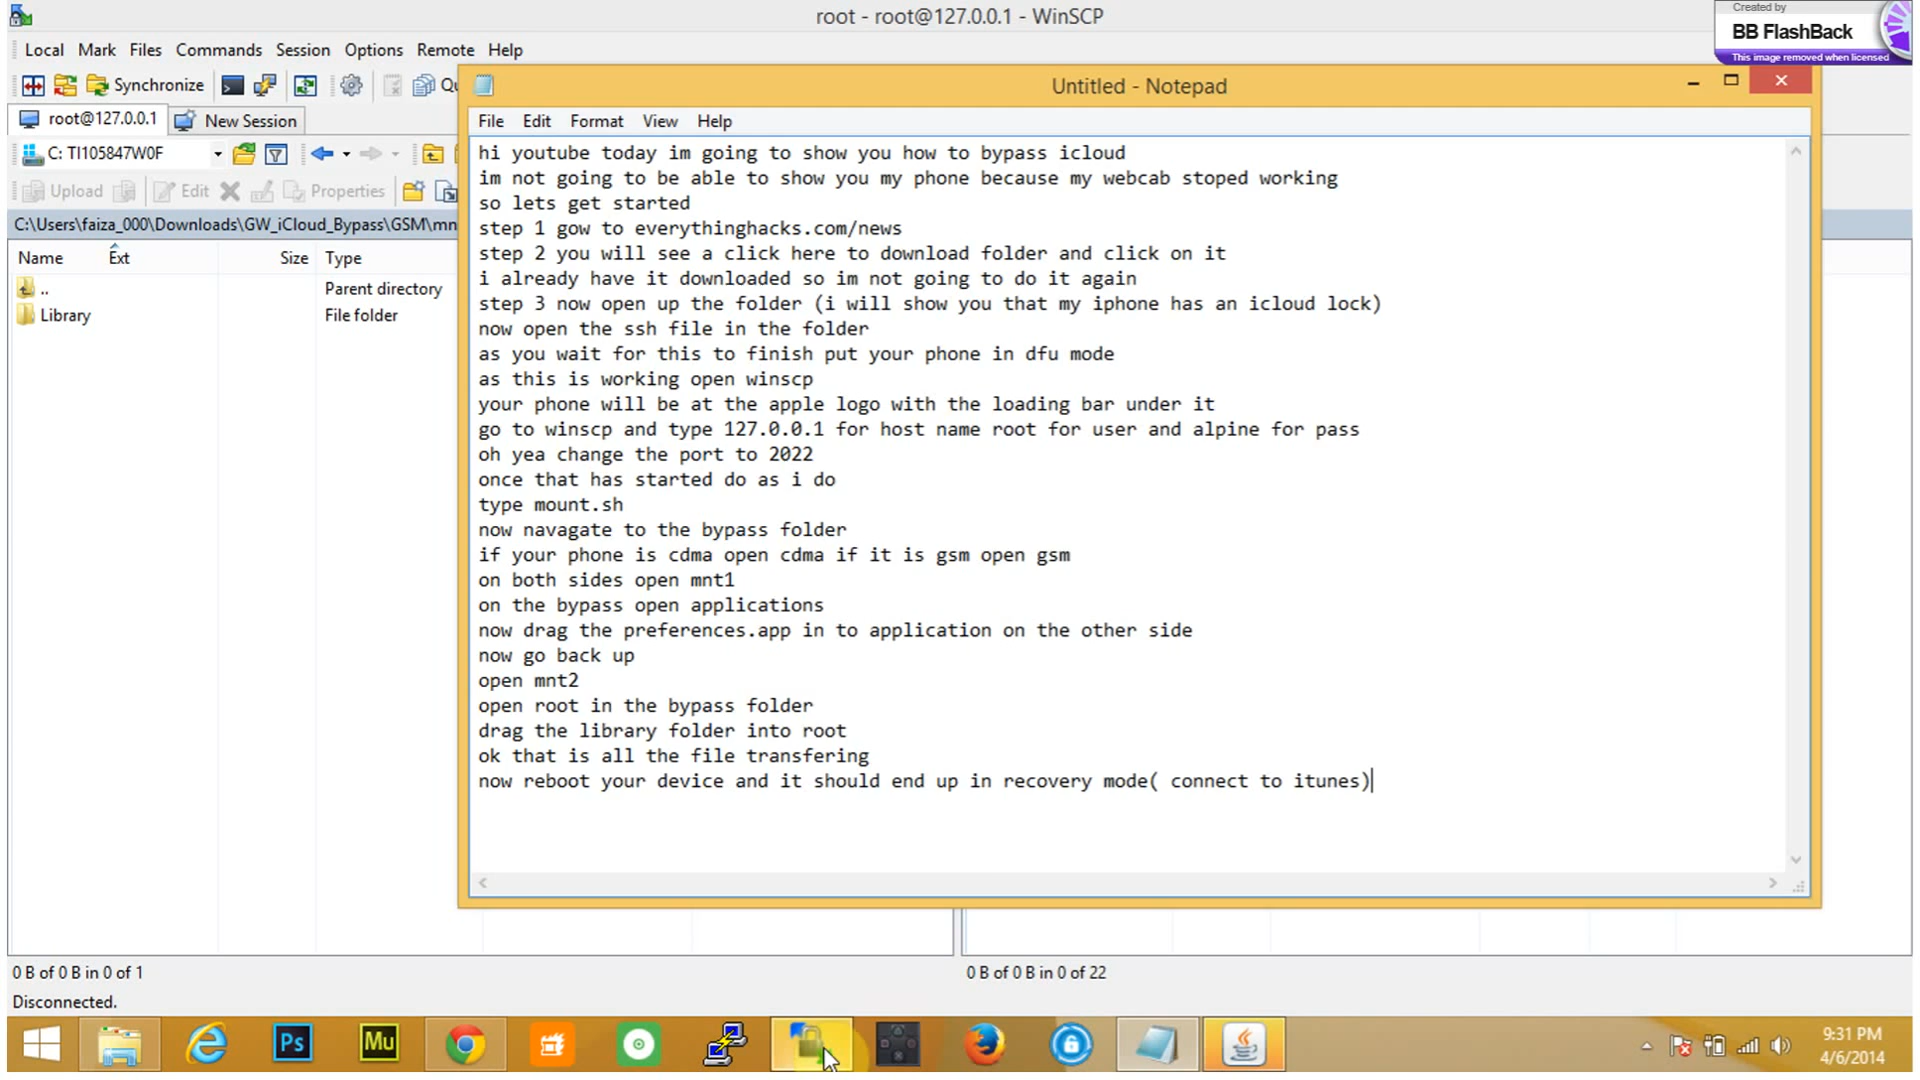 root - root@127.0.0.1 - WinSCP
Created by
BB FlashBack
This image removed when licensed
Local Mark Files Commands Session Options Remote Help
Synchronize
Qu
root@127.0.0.1 New Session
C: TI105847W0F
Upload Edit Properties
C:\Users\faiza_000\Downloads\GW_iCloud_Bypass\GSM\mn
Name Ext Size Type
.. Parent directory
Library File folder
Untitled - Notepad
File Edit Format View Help
hi youtube today im going to show you how to bypass icloud
im not going to be able to show you my phone because my webcab stoped working
so lets get started
step 1 gow to everythinghacks.com/news
step 2 you will see a click here to download folder and click on it
i already have it downloaded so im not going to do it again
step 3 now open up the folder (i will show you that my iphone has an icloud lock)
now open the ssh file in the folder
as you wait for this to finish put your phone in dfu mode
as this is working open winscp
your phone will be at the apple logo with the loading bar under it
go to winscp and type 127.0.0.1 for host name root for user and alpine for pass
oh yea change the port to 2022
once that has started do as i do
type mount.sh
now navagate to the bypass folder
if your phone is cdma open cdma if it is gsm open gsm
on both sides open mnt1
on the bypass open applications
now drag the preferences.app in to application on the other side
now go back up
open mnt2
open root in the bypass folder
drag the library folder into root
ok that is all the file transfering
now reboot your device and it should end up in recovery mode( connect to itunes)
0 B of 0 B in 0 of 1
0 B of 0 B in 0 of 22
Disconnected.
Ps
Mu
9:31 PM
4/6/2014